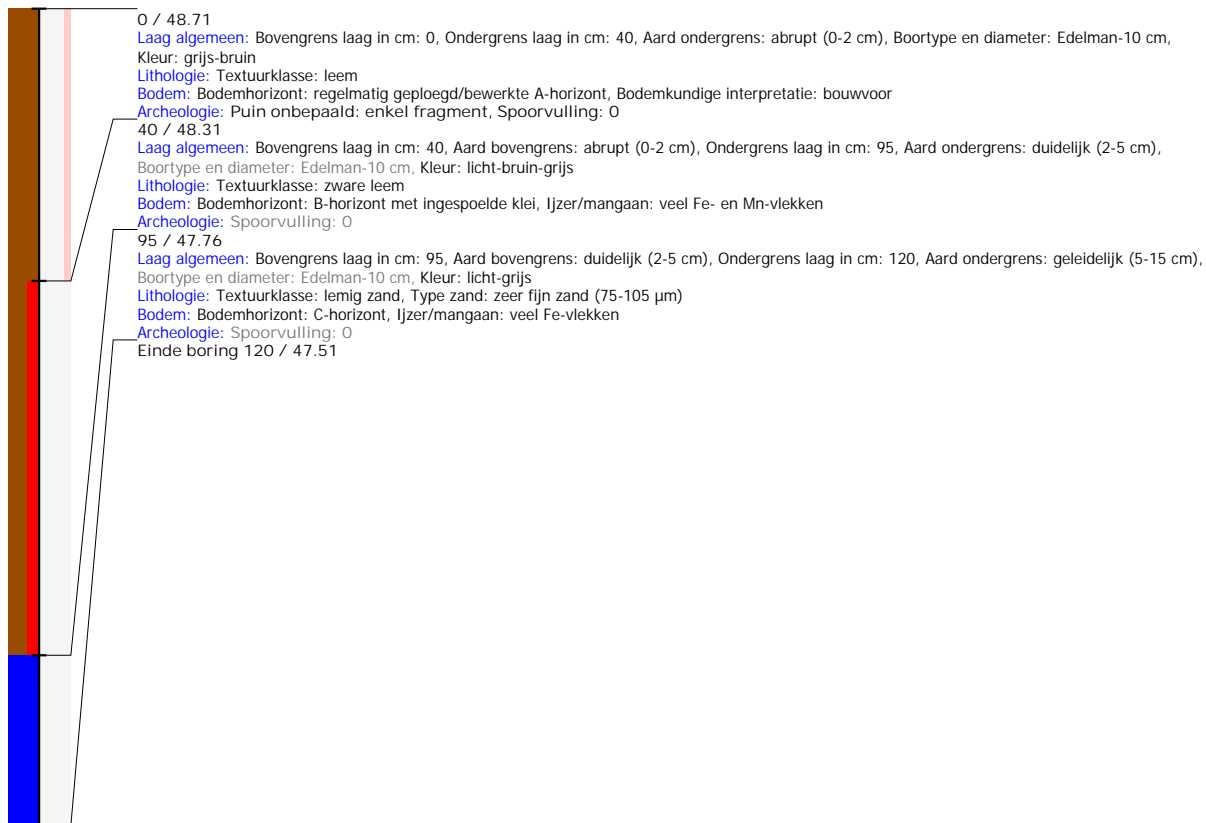 0 / 48.71
Laag algemeen: Bovengrens laag in cm: 0, Ondergrens laag in cm: 40, Aard ondergrens: abrupt (0-2 cm), Boortype en diameter: Edelman-10 cm,
Kleur: grijs-bruin
Lithologie: Textuurklasse: leem
Bodem: Bodemhorizont: regelmatig geploegd/bewerkte A-horizont, Bodemkundige interpretatie: bouwvoor
Archeologie: Puin onbepaald: enkel fragment, Spoorvulling: 0
40 / 48.31
Laag algemeen: Bovengrens laag in cm: 40, Aard bovengrens: abrupt (0-2 cm), Ondergrens laag in cm: 95, Aard ondergrens: duidelijk (2-5 cm),
Boortype en diameter: Edelman-10 cm, Kleur: licht-bruin-grijs
Lithologie: Textuurklasse: zware leem
Bodem: Bodemhorizont: B-horizont met ingespoelde klei, Ijzer/mangaan: veel Fe- en Mn-vlekken
Archeologie: Spoorvulling: 0
95 / 47.76
Laag algemeen: Bovengrens laag in cm: 95, Aard bovengrens: duidelijk (2-5 cm), Ondergrens laag in cm: 120, Aard ondergrens: geleidelijk (5-15 cm),
Boortype en diameter: Edelman-10 cm, Kleur: licht-grijs
Lithologie: Textuurklasse: lemig zand, Type zand: zeer fijn zand (75-105 µm)
Bodem: Bodemhorizont: C-horizont, Ijzer/mangaan: veel Fe-vlekken
Archeologie: Spoorvulling: 0
Einde boring 120 / 47.51